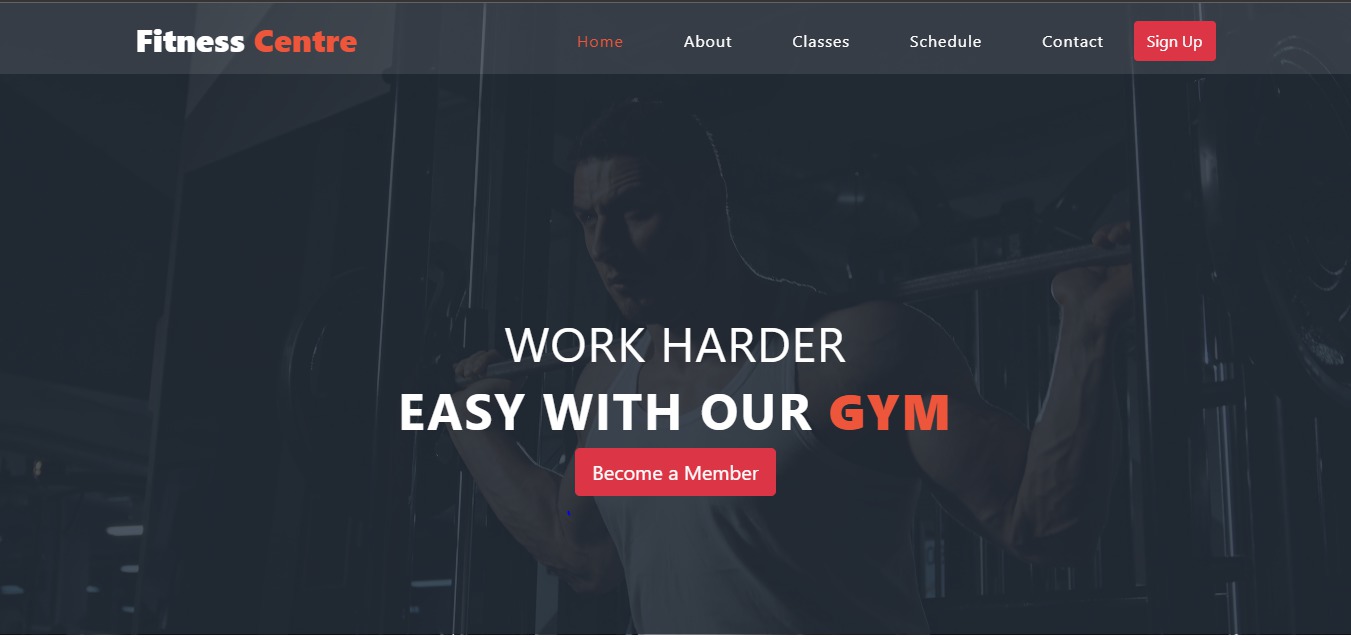 Fitness Centre Home About Classes Schedule Contact Sign Up
WORK HARDER
EASY WITH OUR GYM
Become a Member